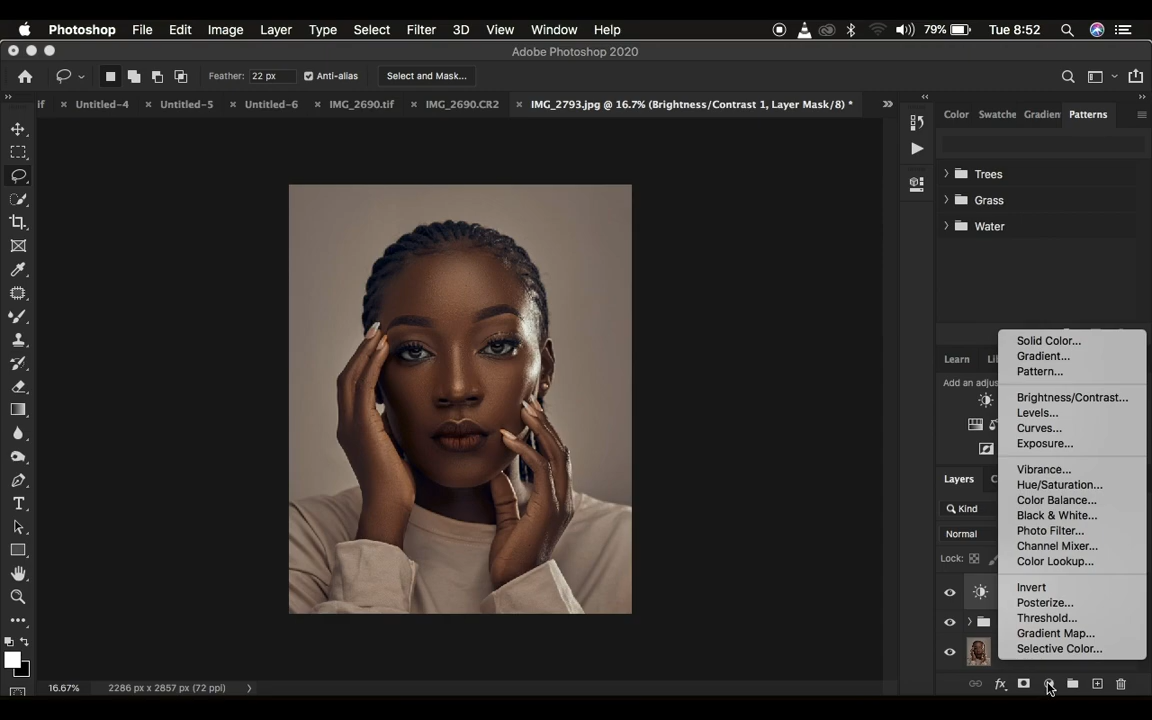 Photoshop File Edit Image Layer Type Select Filter 3D View Window Help 79% Tue 8:52
Adobe Photoshop 2020
Feather: 22 px Anti-alias Select and Mask...
if × Untitled-4 × Untitled-5 × Untitled-6 × IMG_2690.tif × IMG_2690.CR2 × IMG_2793.jpg @ 16.7% (Brightness/Contrast 1, Layer Mask/8) *
Color Swatche Gradien Patterns
Trees
Grass
Water
Learn Li
Add an adjus
Layers C
Kind
Normal
Lock:
Solid Color...
Gradient...
Pattern...
Brightness/Contrast...
Levels...
Curves...
Exposure...
Vibrance...
Hue/Saturation...
Color Balance...
Black & White...
Photo Filter...
Channel Mixer...
Color Lookup...
Invert
Posterize...
Threshold...
Gradient Map...
Selective Color...
fx
16.67% 2286 px x 2857 px (72 ppi)